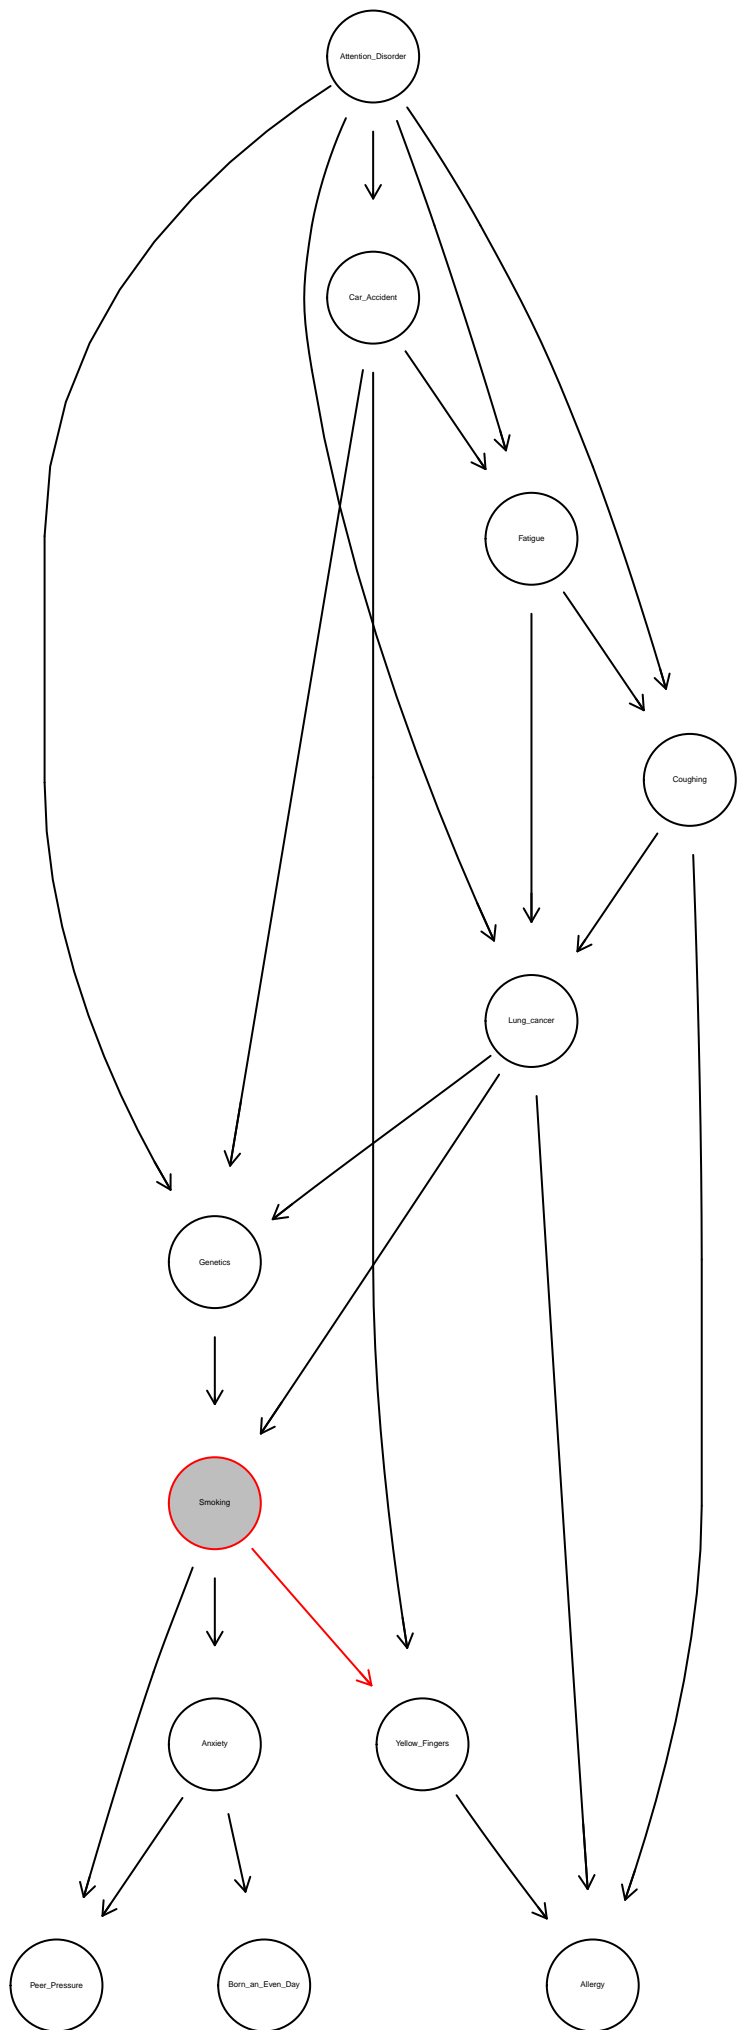 Attention_Disorder
Car_Accident
Fatigue
Coughing
Lung_cancer
Genetics
Smoking
Anxiety
Yellow_Fingers
Peer_Pressure
Born_an_Even_Day
Allergy